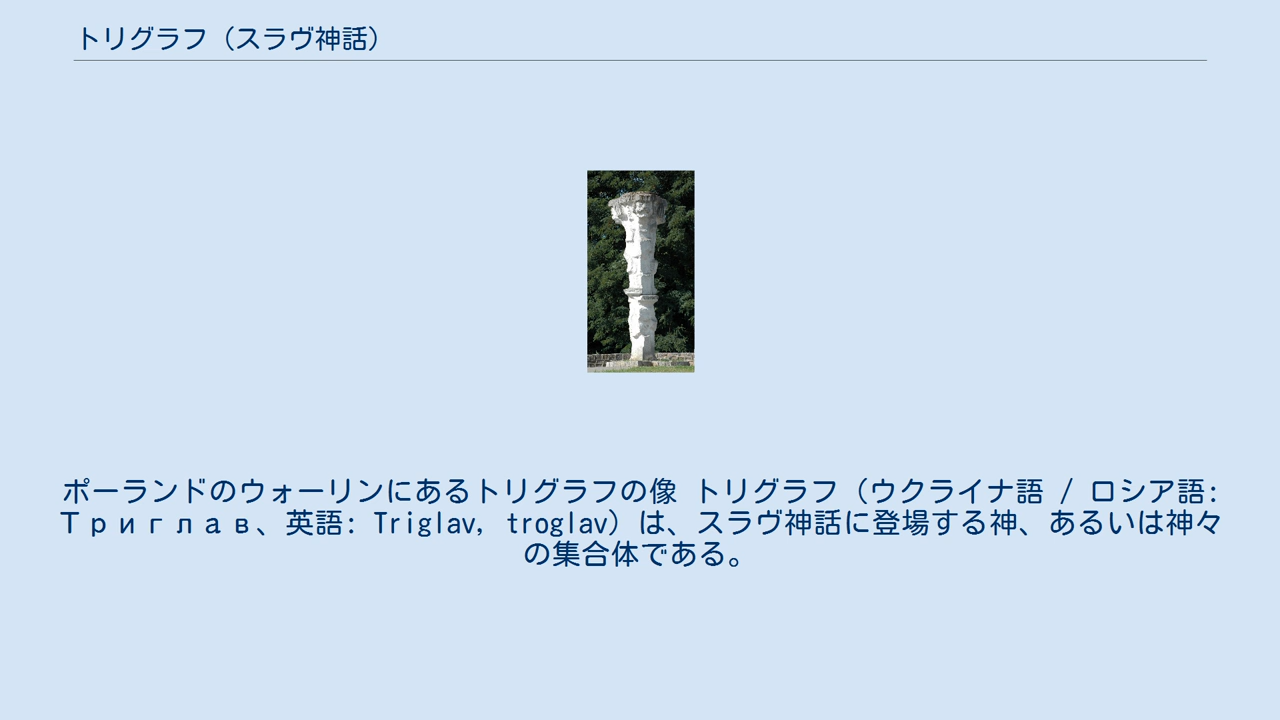 トリグラフ（スラヴ神話）
ポーランドのウォーリンにあるトリグラフの像 トリグラフ（ウクライナ語 / ロシア語:
Триглав、英語: Triglav, troglav）は、スラヴ神話に登場する神、あるいは神々
の集合体である。